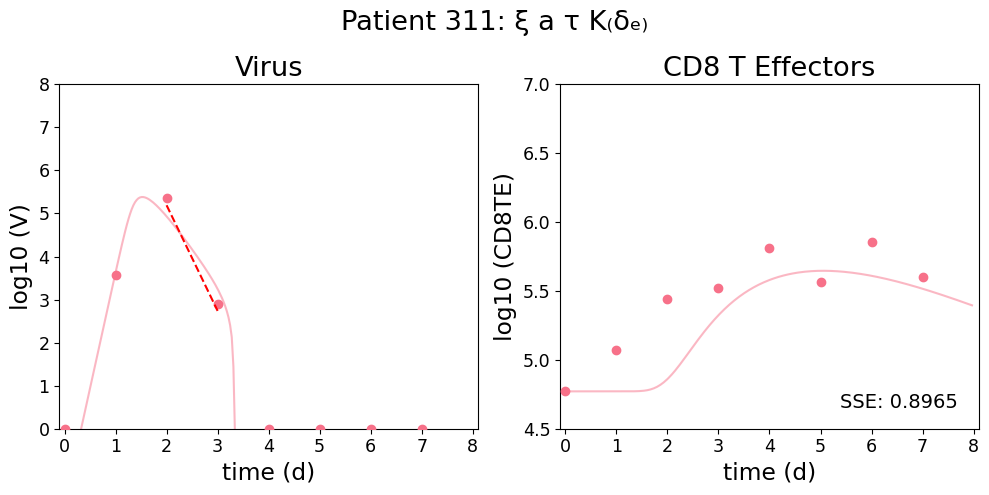 Patient 311: ξ a τ K₍δₑ₎
Virus
CD8 T Effectors
log10 (V)
8
7
6
5
4
3
2
1
0
0 1 2 3 4 5 6 7 8
time (d)
log10 (CD8TE)
7.0
6.5
6.0
5.5
5.0
4.5
SSE: 0.8965
0 1 2 3 4 5 6 7 8
time (d)